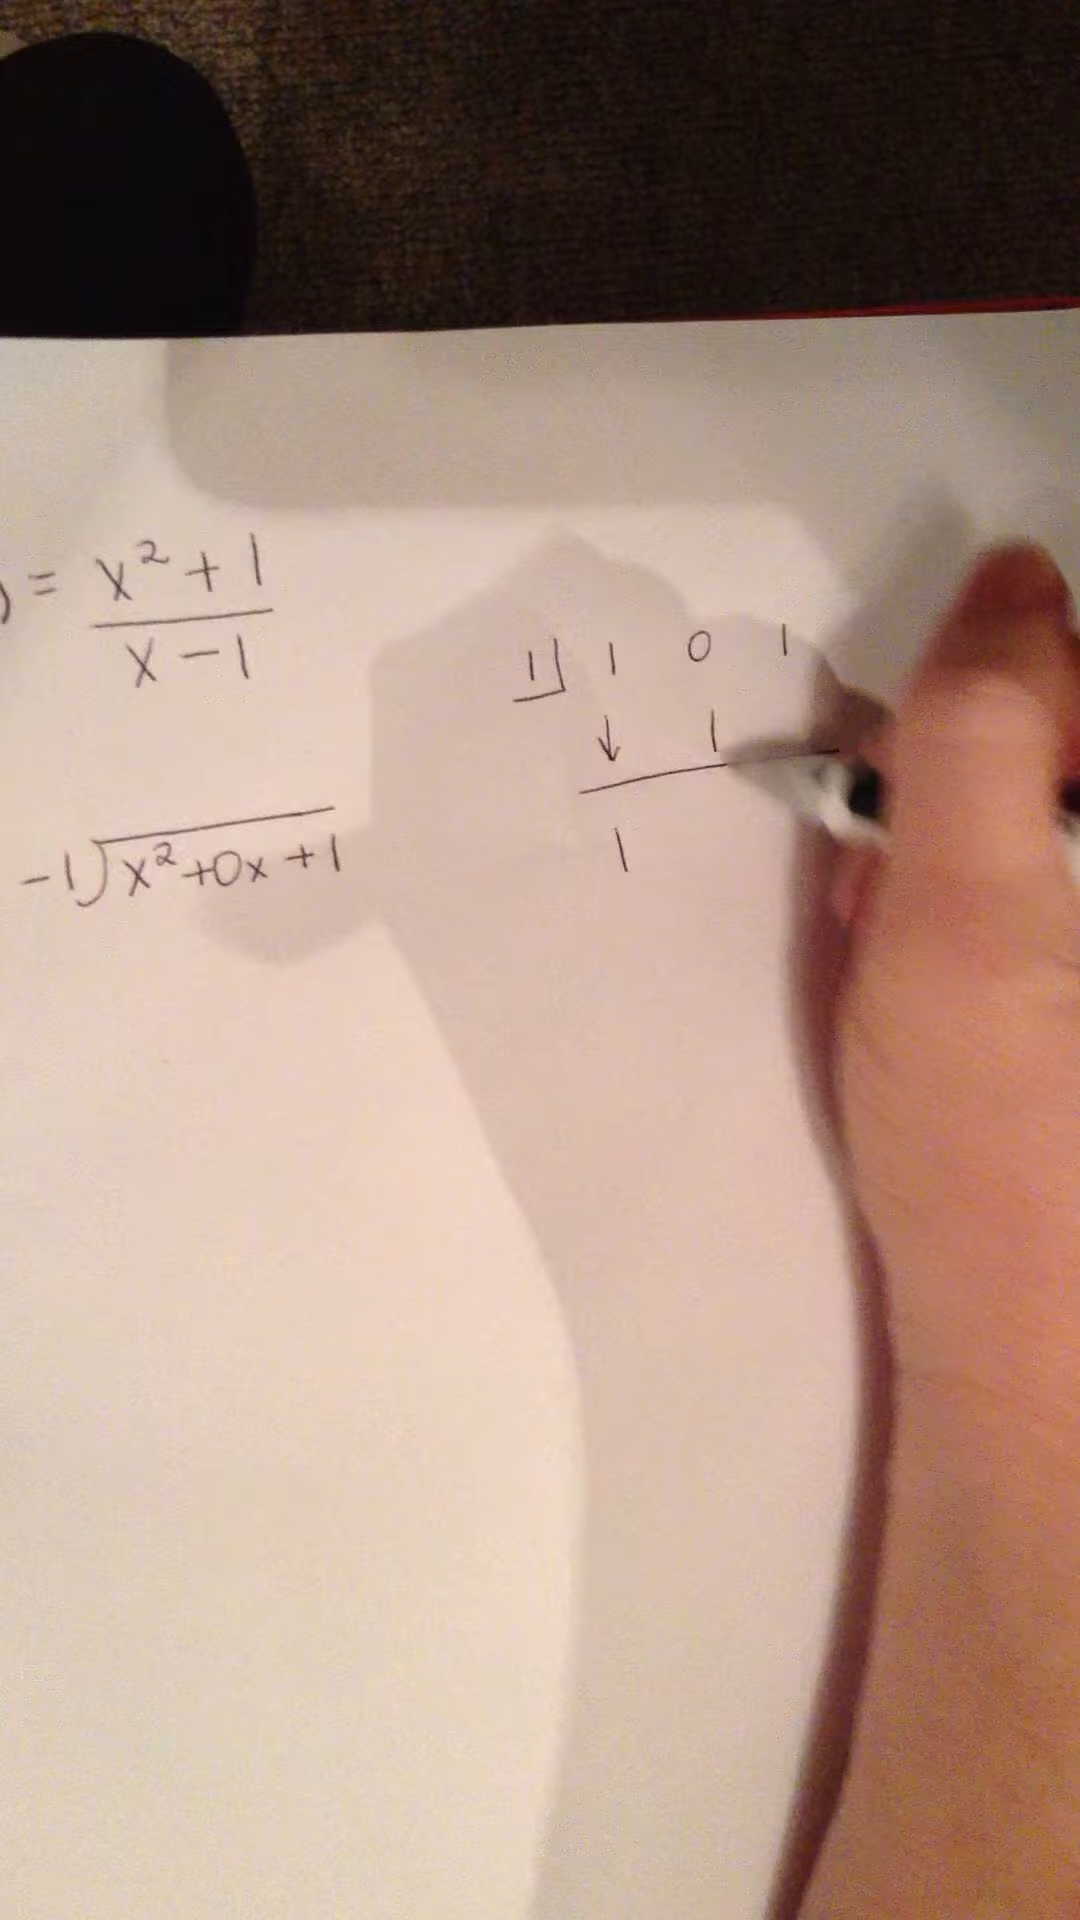 ) = x² + 1
x - 1
1 1 0 1
↓ 1
1
-1 x² +0x +1